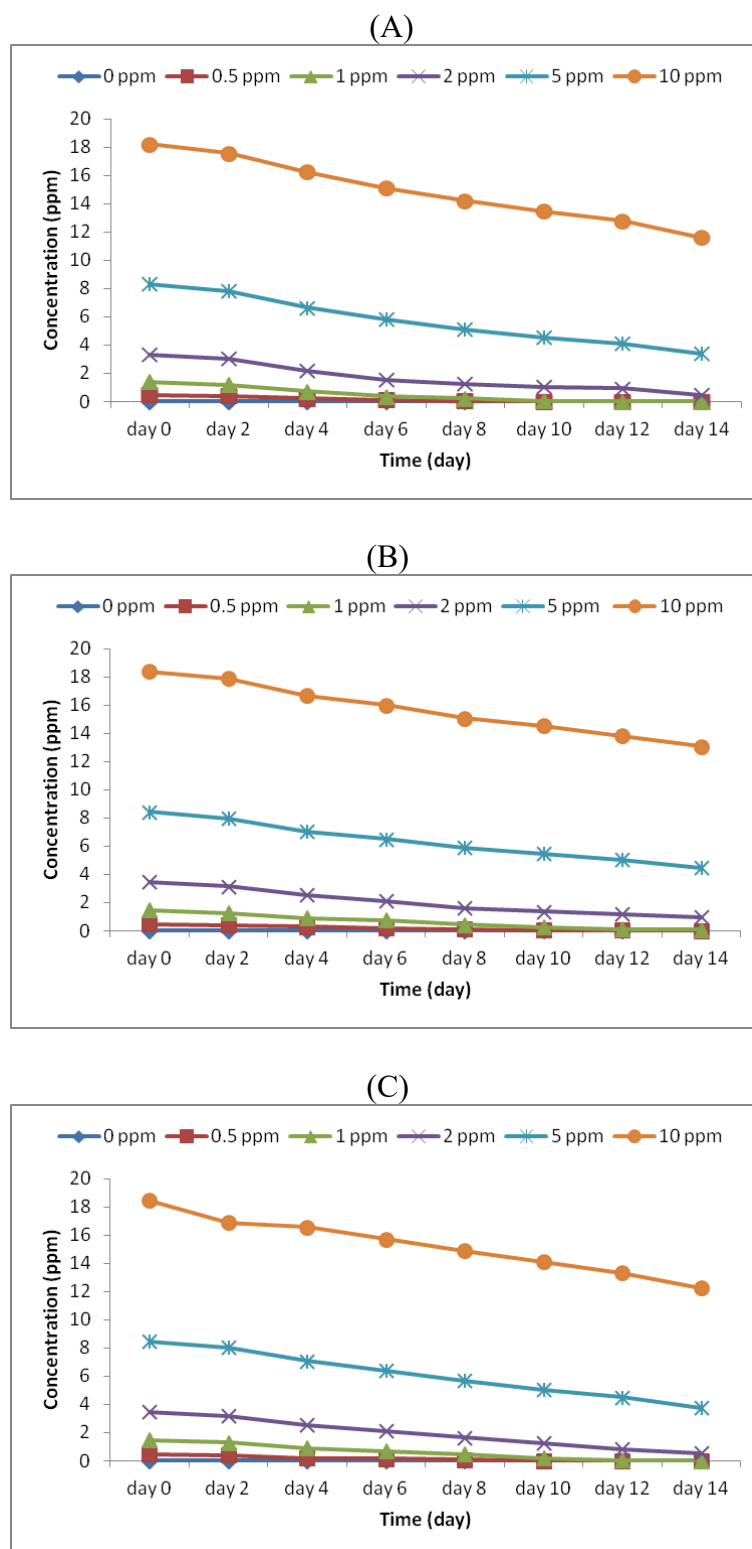 (A)
0 ppm 0.5 ppm 1 ppm 2 ppm 5 ppm 10 ppm
20
18
16
14
12
10
8
6
4
2
0
Concentration (ppm)
day 0 day 2 day 4 day 6 day 8 day 10 day 12 day 14
Time (day)
(B)
0 ppm 0.5 ppm 1 ppm 2 ppm 5 ppm 10 ppm
20
18
16
14
12
10
8
6
4
2
0
Concentration (ppm)
day 0 day 2 day 4 day 6 day 8 day 10 day 12 day 14
Time (day)
(C)
0 ppm 0.5 ppm 1 ppm 2 ppm 5 ppm 10 ppm
20
18
16
14
12
10
8
6
4
2
0
Concentration (ppm)
day 0 day 2 day 4 day 6 day 8 day 10 day 12 day 14
Time (day)